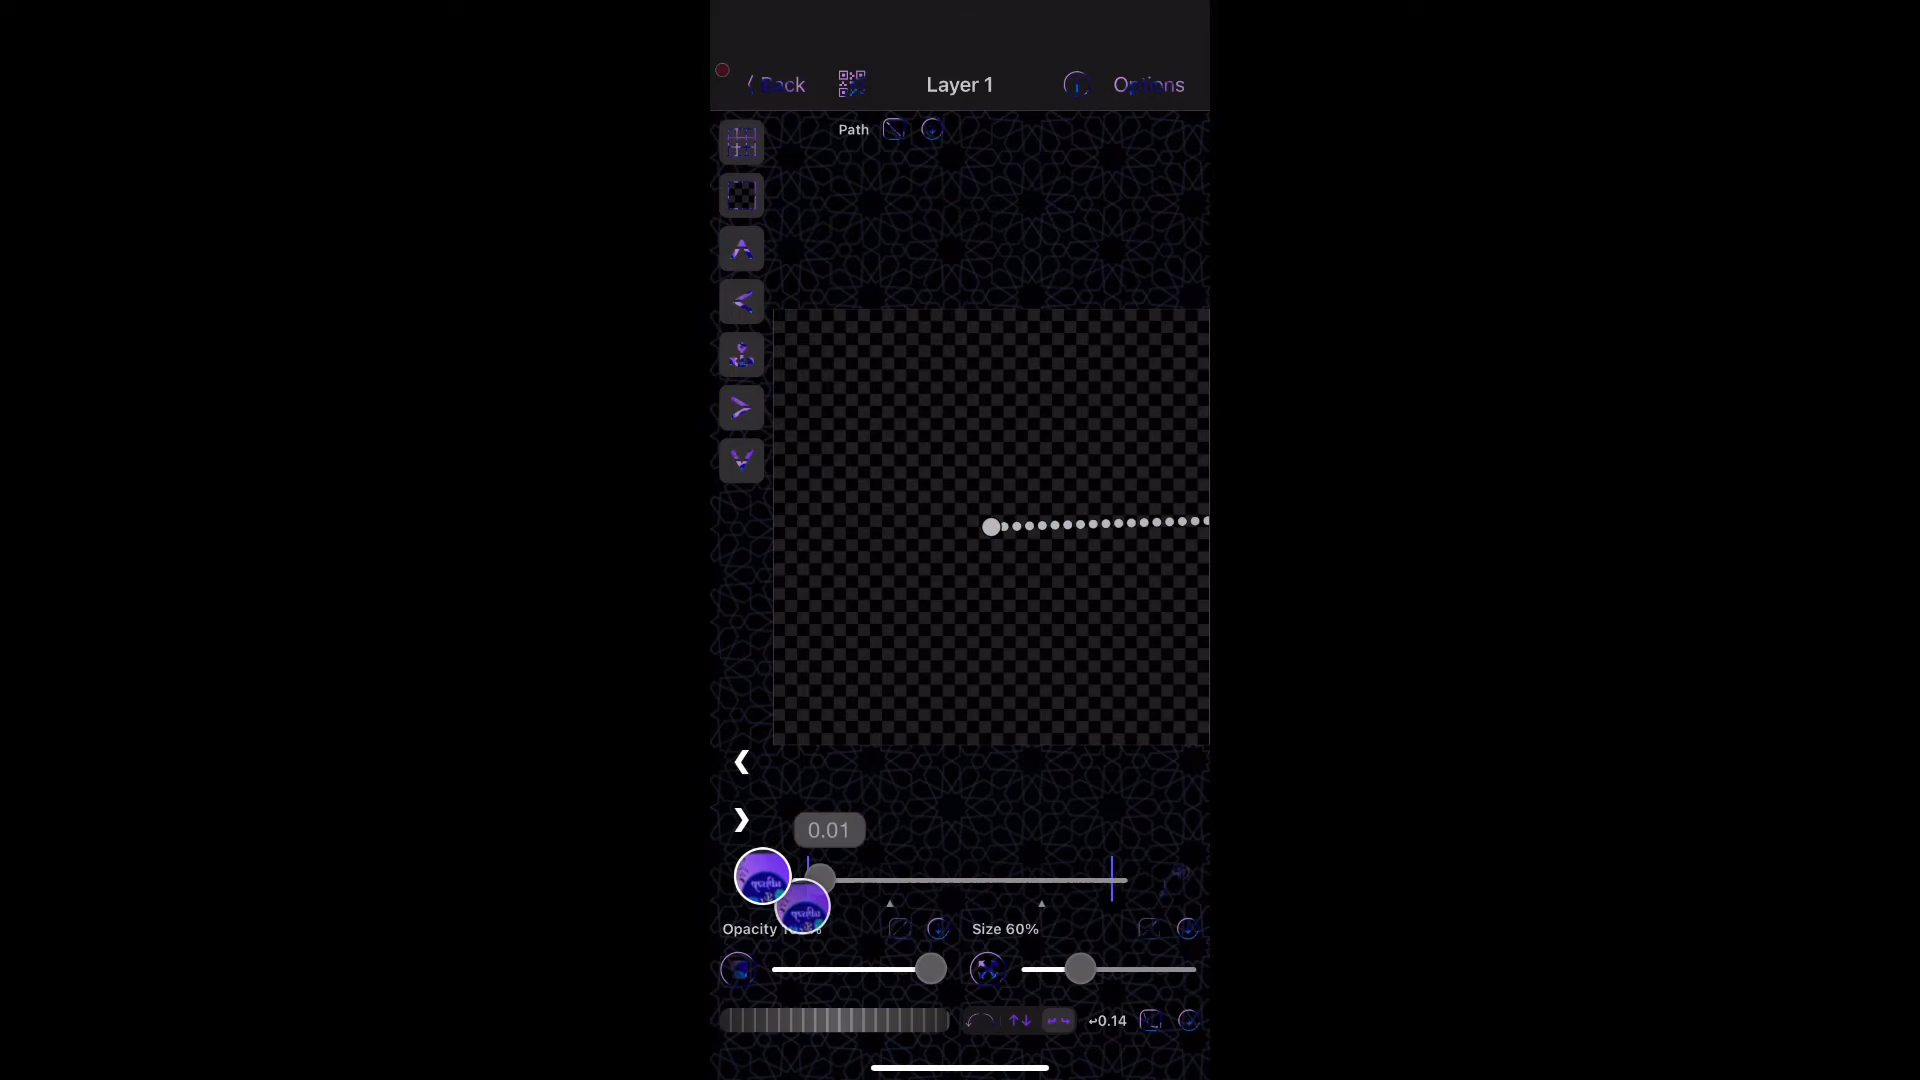 Back
Layer 1
Options
Path
0.01
Opacity
Size 60%
↩0.14